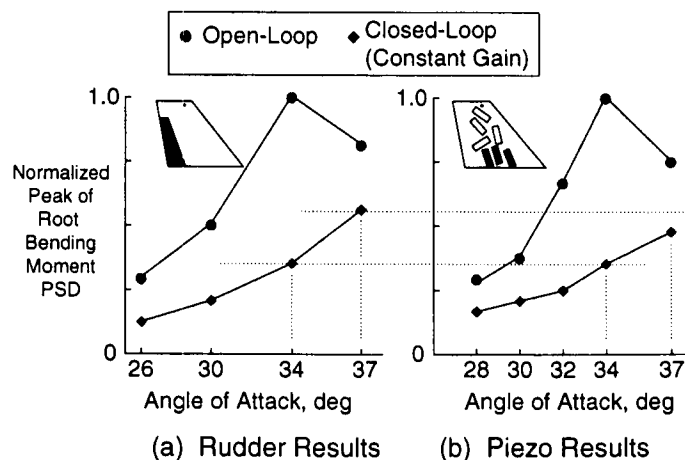 Open-Loop
Closed-Loop
(Constant Gain)
1.0
Normalized
Peak of
Root
Bending
Moment
PSD
0
26 30 34 37
Angle of Attack, deg
(a) Rudder Results
1.0
0
28 30 32 34 37
Angle of Attack, deg
(b) Piezo Results